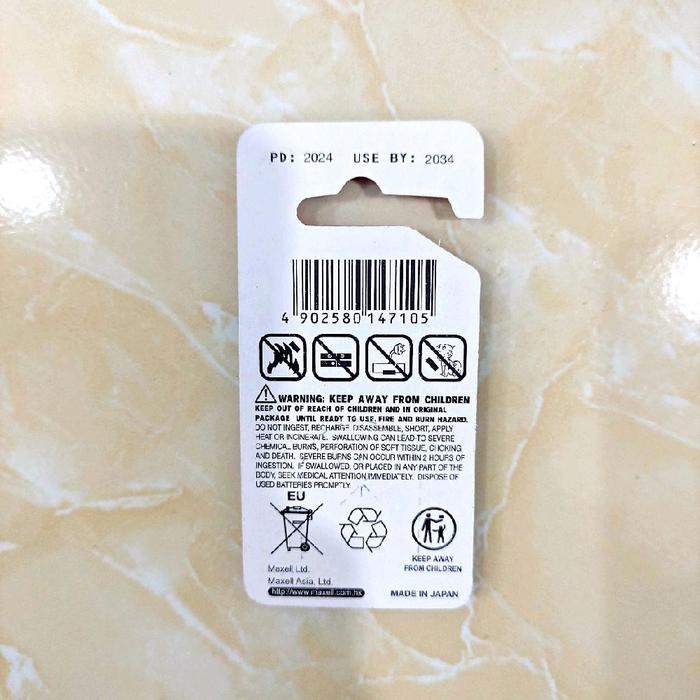 PD: 2024 USE BY: 2034
4 902580 147105
WARNING: KEEP AWAY FROM CHILDREN
KEEP OUT OF REACH OF CHILDREN AND IN ORIGINAL
PACKAGE UNTIL READY TO USE. FIRE AND BURN HAZARD.
DO NOT INGEST, RECHARGE, DISASSEMBLE, SHORT, APPLY
HEAT OR INCINERATE. SWALLOWING CAN LEAD TO SEVERE
CHEMICAL BURNS, PERFORATION OF SOFT TISSUE, CHOKING
AND DEATH. SEVERE BURNS CAN OCCUR WITHIN 2 HOURS OF
INGESTION. IF SWALLOWED, OR PLACED IN ANY PART OF THE
BODY, SEEK MEDICAL ATTENTION IMMEDIATELY. DISPOSE OF
USED BATTERIES PROMPTLY.
EU
KEEP AWAY
FROM CHILDREN
Maxell, Ltd.
Maxell Asia, Ltd.
http://www.maxell.com.hk
MADE IN JAPAN